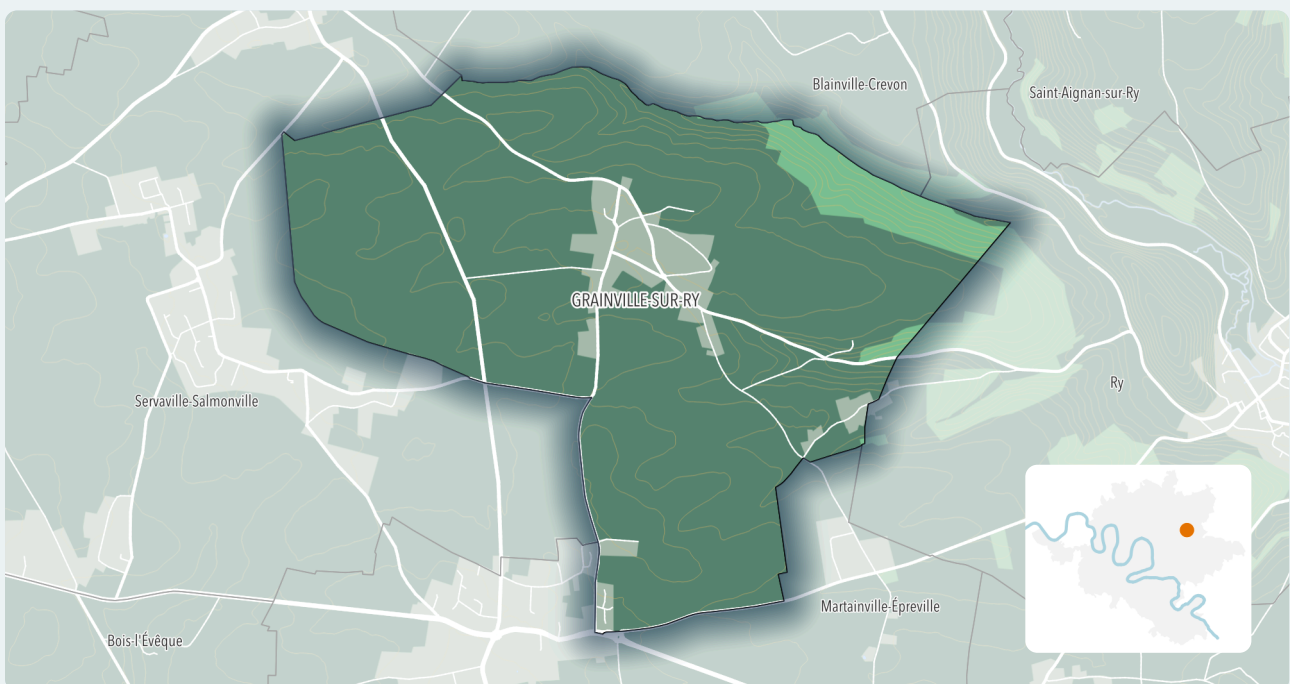 Blainville-Crevon
Saint-Aignan-sur-Ry
GRAINVILLE-SUR-RY
Ry
Servaville-Salmonville
Martainville-Épreville
Bois-l'Évêque